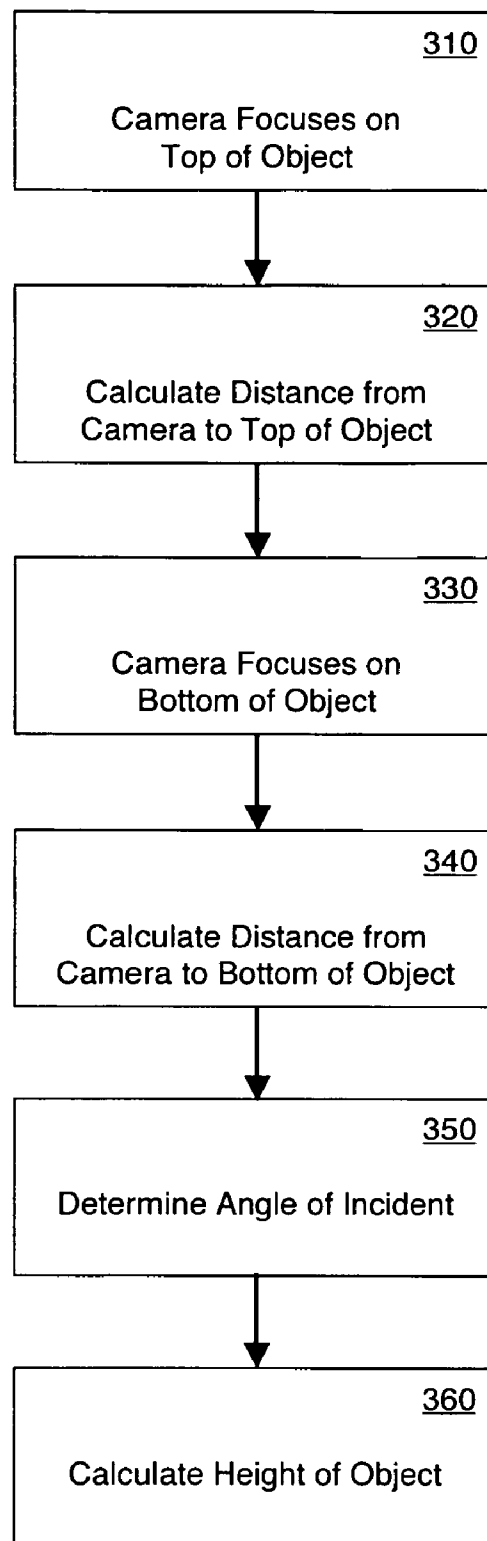 310
Camera Focuses on
Top of Object
320
Calculate Distance from
Camera to Top of Object
330
Camera Focuses on
Bottom of Object
340
Calculate Distance from
Camera to Bottom of Object
350
Determine Angle of Incident
360
Calculate Height of Object